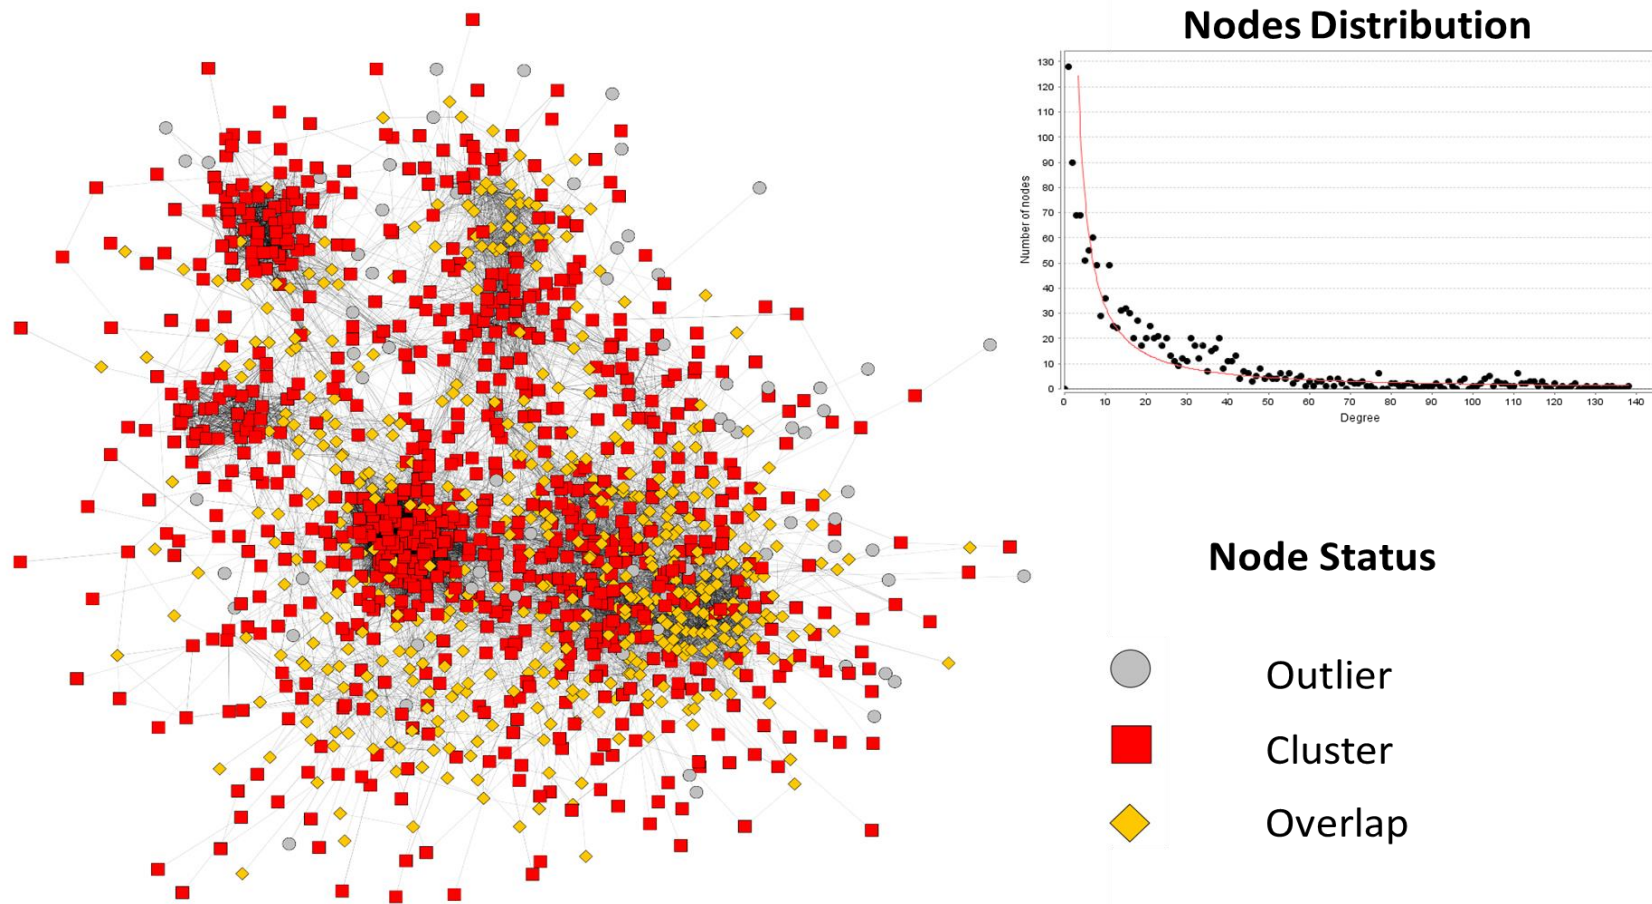 Nodes Distribution
130
120
110
100
90
80
70
60
50
40
30
20
10
0
Number of nodes
0 10 20 30 40 50 60 70 80 90 100 110 120 130 140
Degree
Node Status
Outlier
Cluster
Overlap